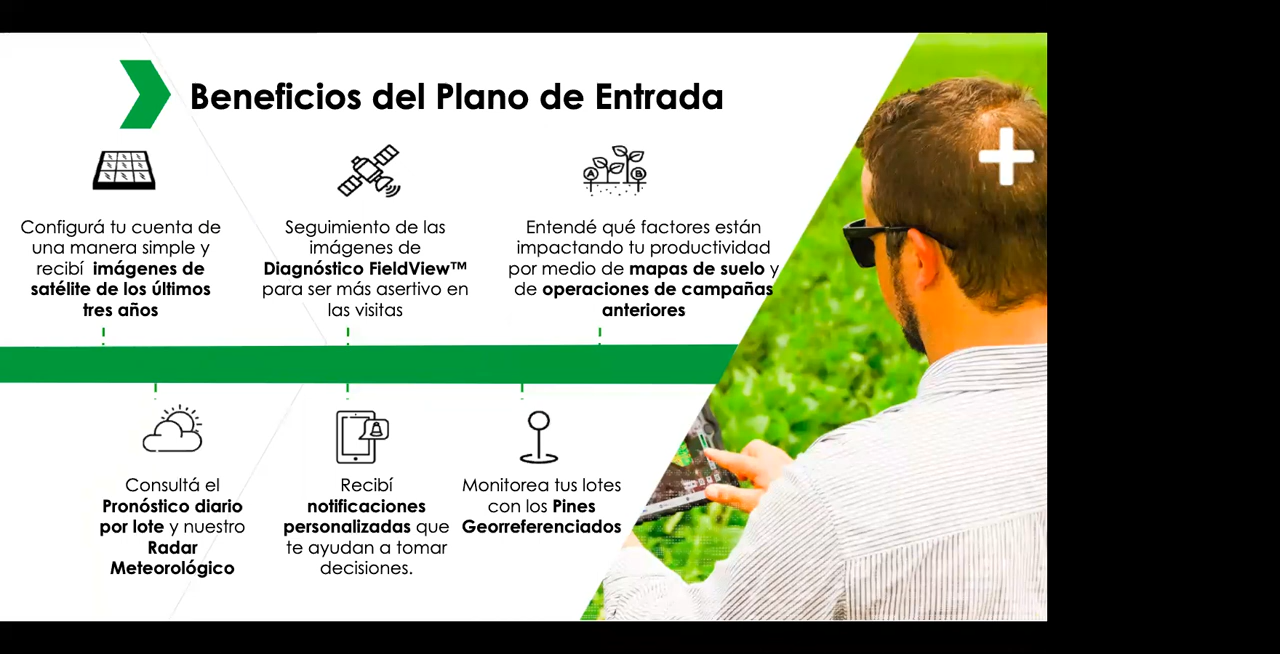 Beneficios del Plano de Entrada
Configurá tu cuenta de
una manera simple y
recibí imágenes de
satélite de los últimos
tres años
Seguimiento de las
imágenes de
Diagnóstico FieldView™
para ser más asertivo en
las visitas
Entendé qué factores están
impactando tu productividad
por medio de mapas de suelo y
de operaciones de campañas
anteriores
A B
Consultá el
Pronóstico diario
por lote y nuestro
Radar
Meteorológico
Recibí
notificaciones
personalizadas que
te ayudan a tomar
decisiones.
Monitorea tus lotes
con los Pines
Georreferenciados